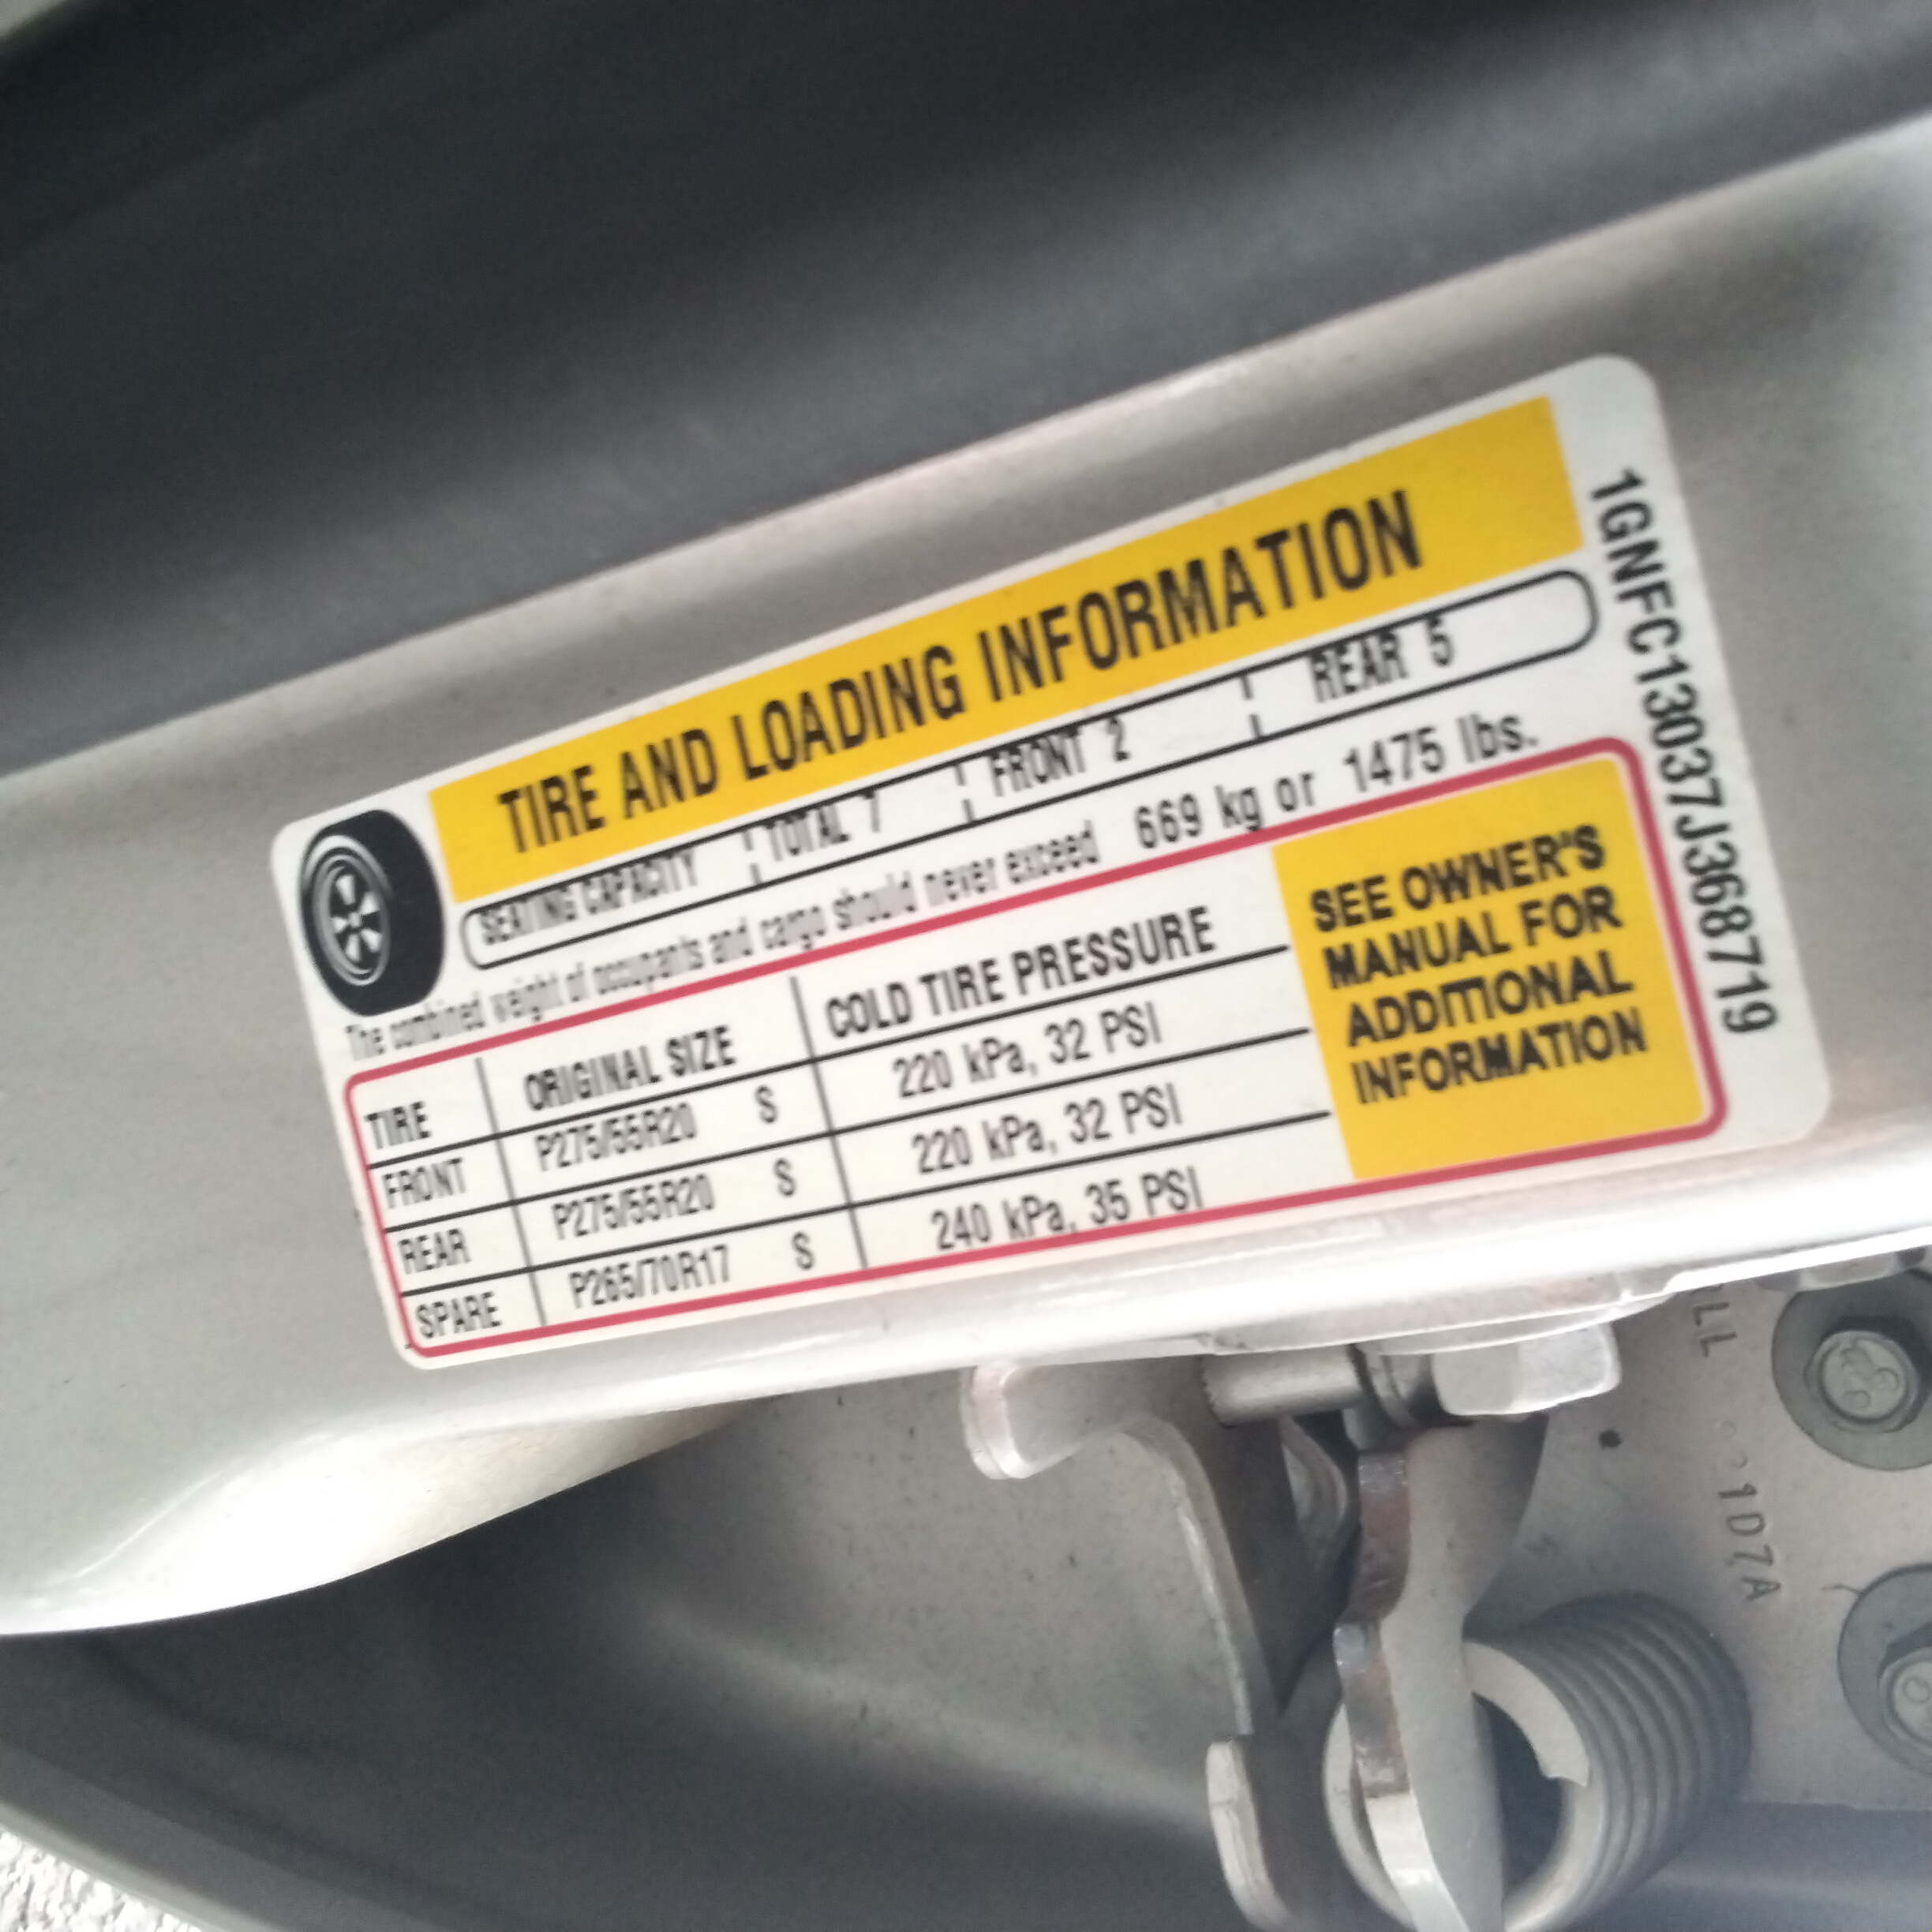 TIRE AND LOADING INFORMATION
SEATING CAPACITY TOTAL 7 FRONT 2 REAR 5
The combined weight of occupants and cargo should never exceed 669 kg or 1475 lbs.
TIRE ORIGINAL SIZE COLD TIRE PRESSURE
FRONT P275/55R20 S 220 kPa, 32 PSI
REAR P275/55R20 S 220 kPa, 32 PSI
SPARE P265/70R17 S 240 kPa, 35 PSI
SEE OWNER'S
MANUAL FOR
ADDITIONAL
INFORMATION
1GNFC13037J368719
1D7A